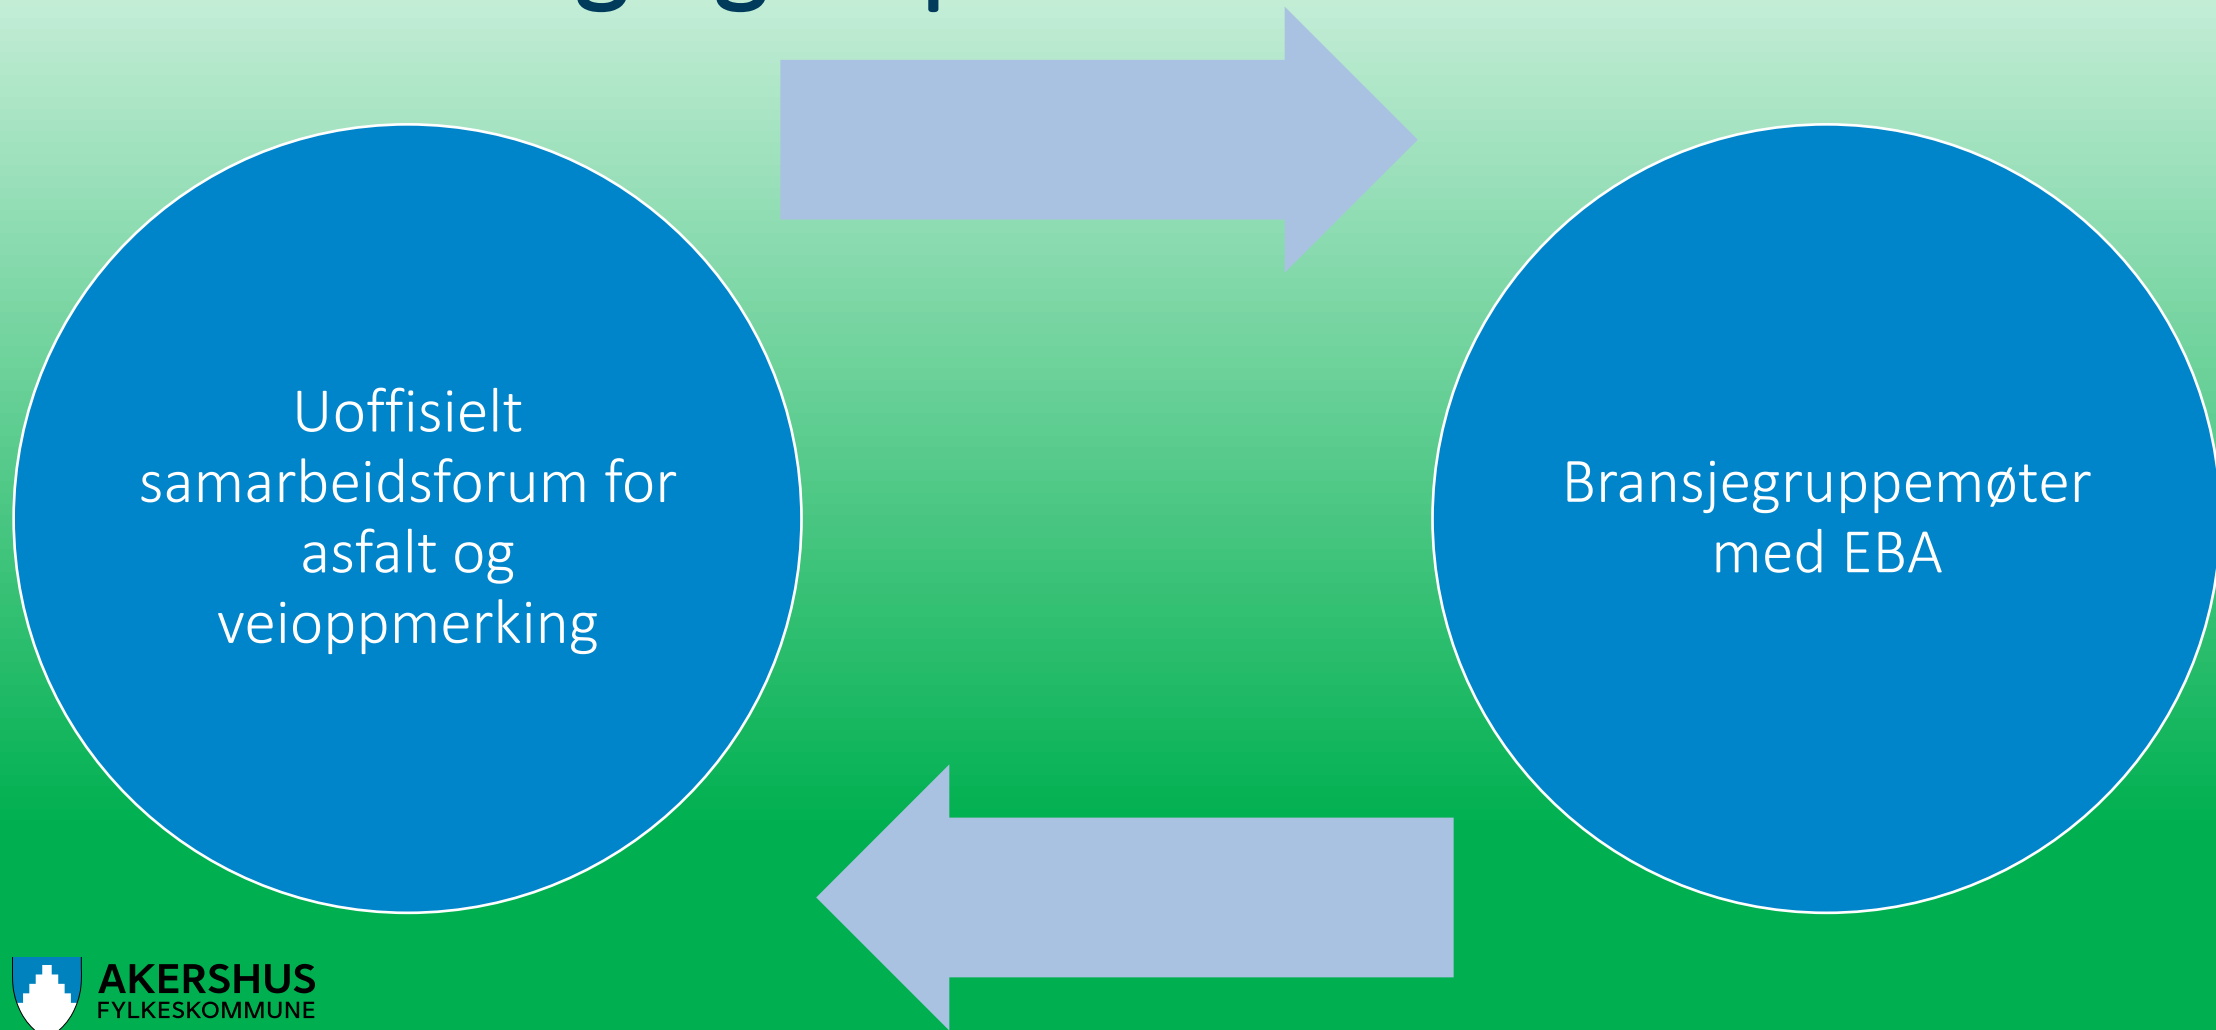 Uoffisielt
samarbeidsforum for
asfalt og
veioppmerking
Bransjegruppemøter
med EBA
AKERSHUS
FYLKESKOMMUNE